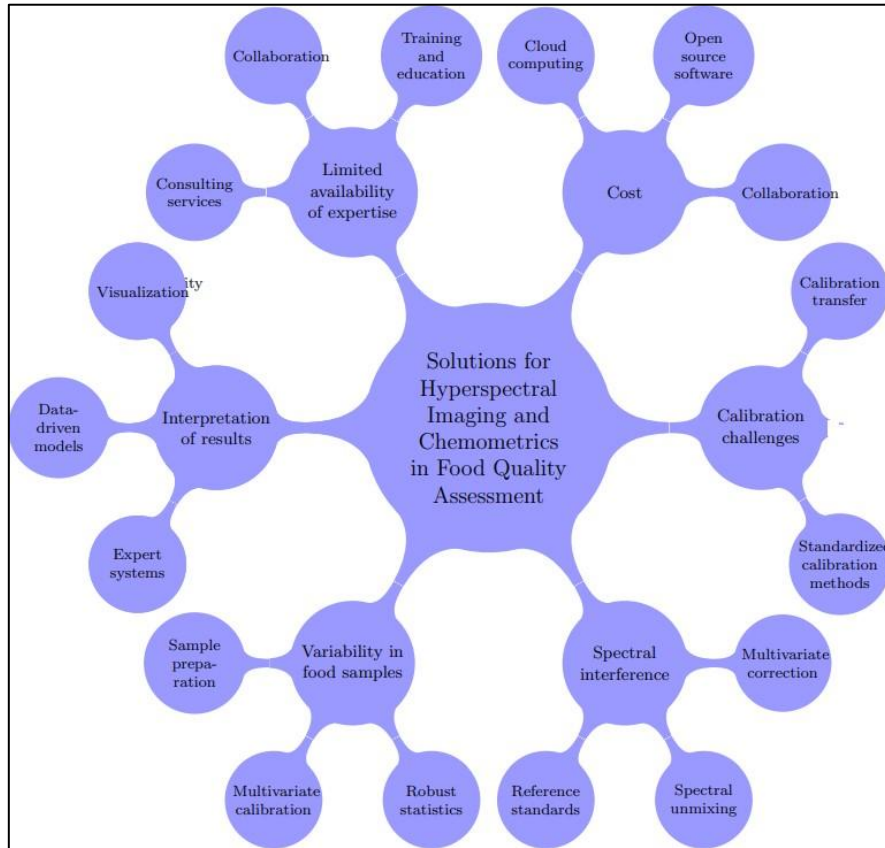 Collaboration
Training
and
education
Cloud
computing
Open
source
software
Consulting
services
Limited
availability
of expertise
Cost
Collaboration
Visualization
ity
Calibration
transfer
Solutions for
Hyperspectral
Imaging and
Chemometrics
in Food Quality
Assessment
Data-
driven
models
Interpretation
of results
Calibration
challenges
Expert
systems
Standardized
calibration
methods
Sample
prepa-
ration
Variability in
food samples
Spectral
interference
Multivariate
correction
Multivariate
calibration
Robust
statistics
Reference
standards
Spectral
unmixing